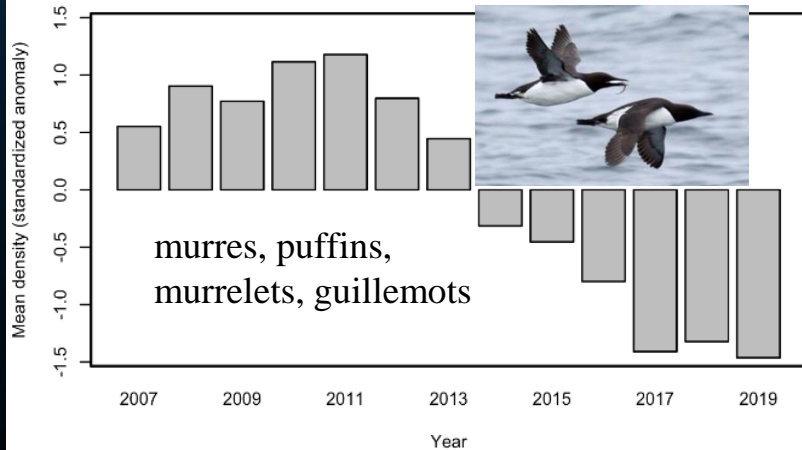 Mean density (standardized anomaly)
1.5
1.0
0.5
0.0
-0.5
-1.0
-1.5
murres, puffins,
murrelets, guillemots
2007 2009 2011 2013 2015 2017 2019
Year